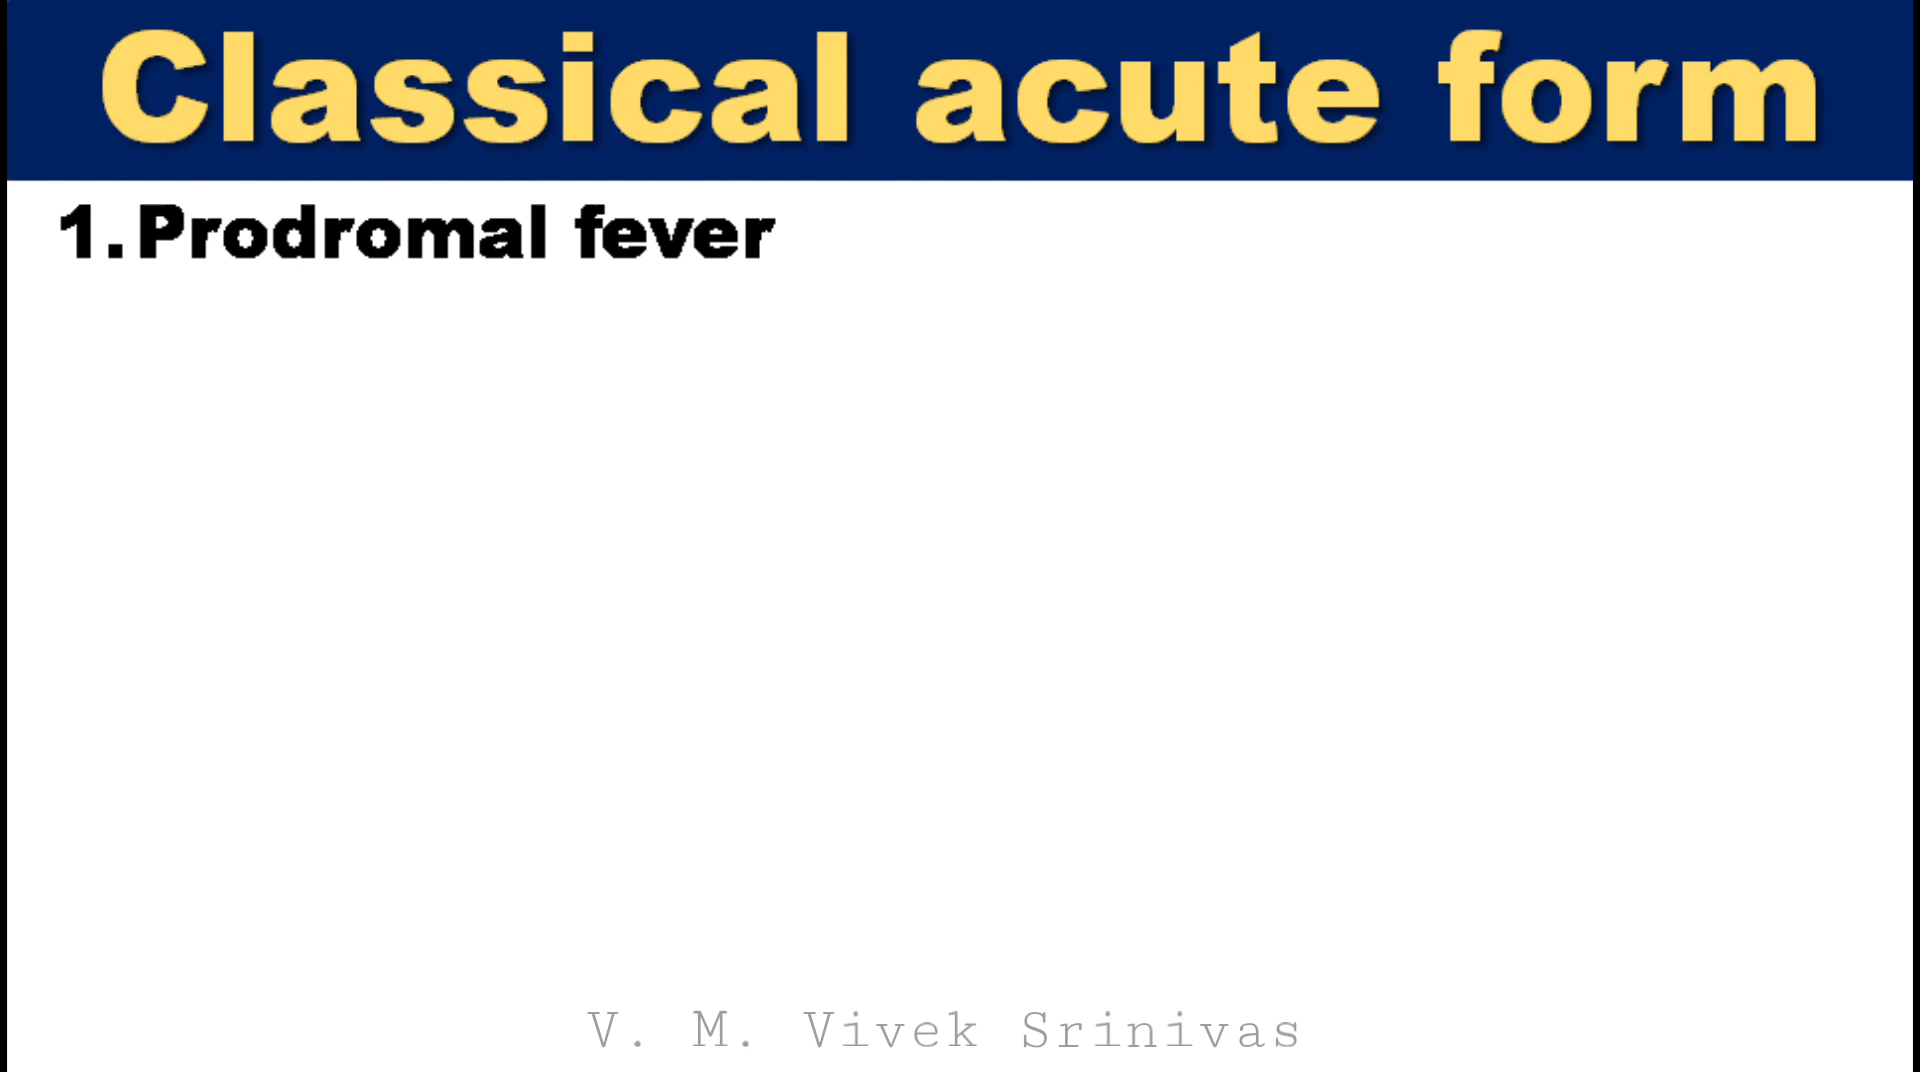 Classical acute form
1. Prodromal fever
V. M. Vivek Srinivas